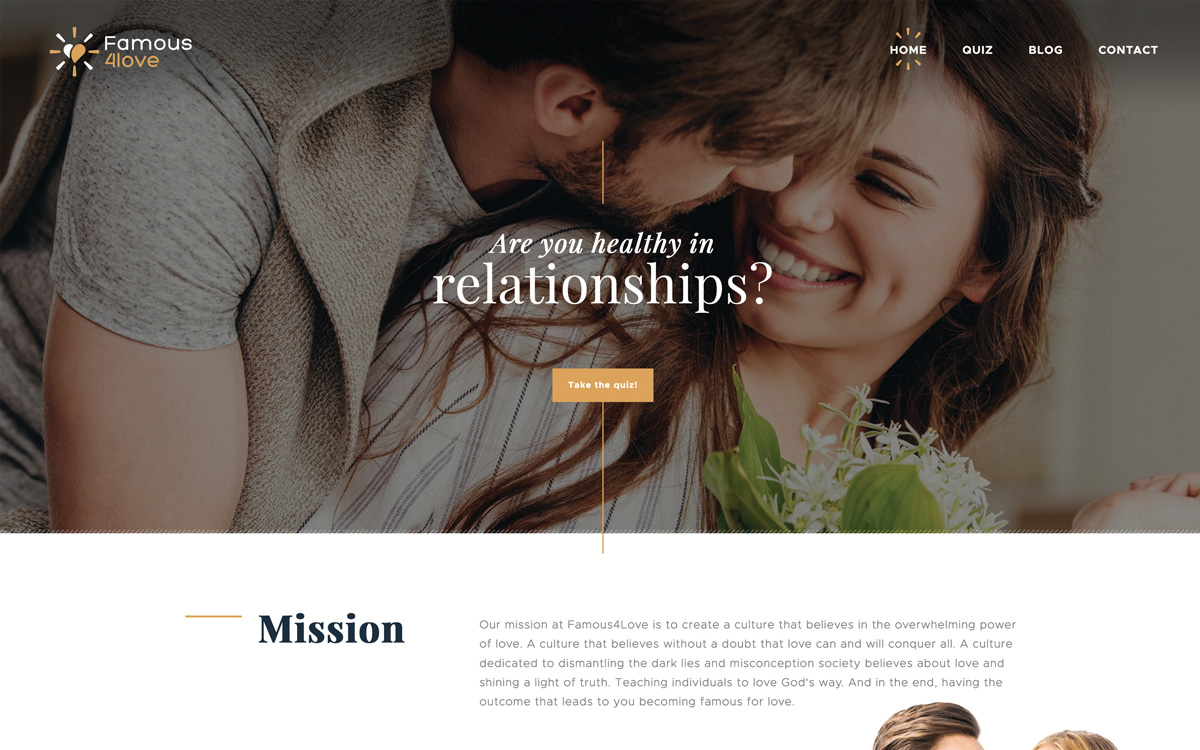 Famous
4love
HOME QUIZ BLOG CONTACT
Are you healthy in
relationships?
Take the quiz!
Mission
Our mission at Famous4Love is to create a culture that believes in the overwhelming power
of love. A culture that believes without a doubt that love can and will conquer all. A culture
dedicated to dismantling the dark lies and misconception society believes about love and
shining a light of truth. Teaching individuals to love God's way. And in the end, having the
outcome that leads to you becoming famous for love.